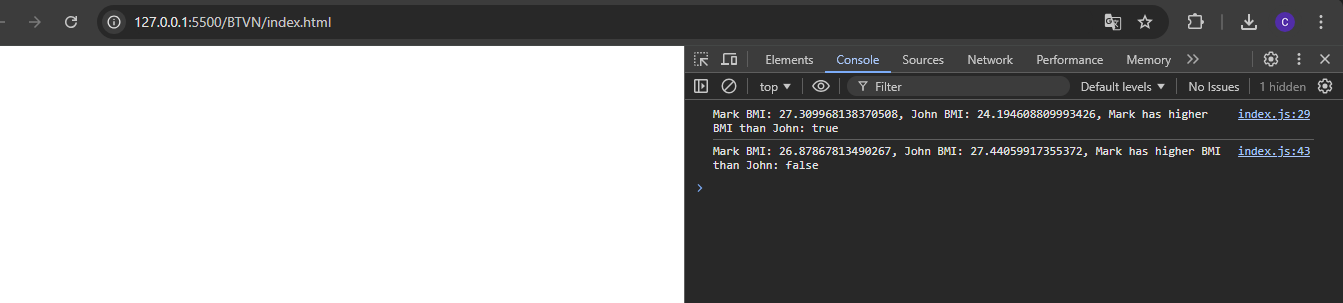 127.0.0.1:5500/BTVN/index.html
C
Elements Console Sources Network Performance Memory
top Filter Default levels No Issues 1 hidden
Mark BMI: 27.309968138370508, John BMI: 24.194608809993426, Mark has higher index.js:29
BMI than John: true
Mark BMI: 26.87867813490267, John BMI: 27.44059917355372, Mark has higher BMI index.js:43
than John: false